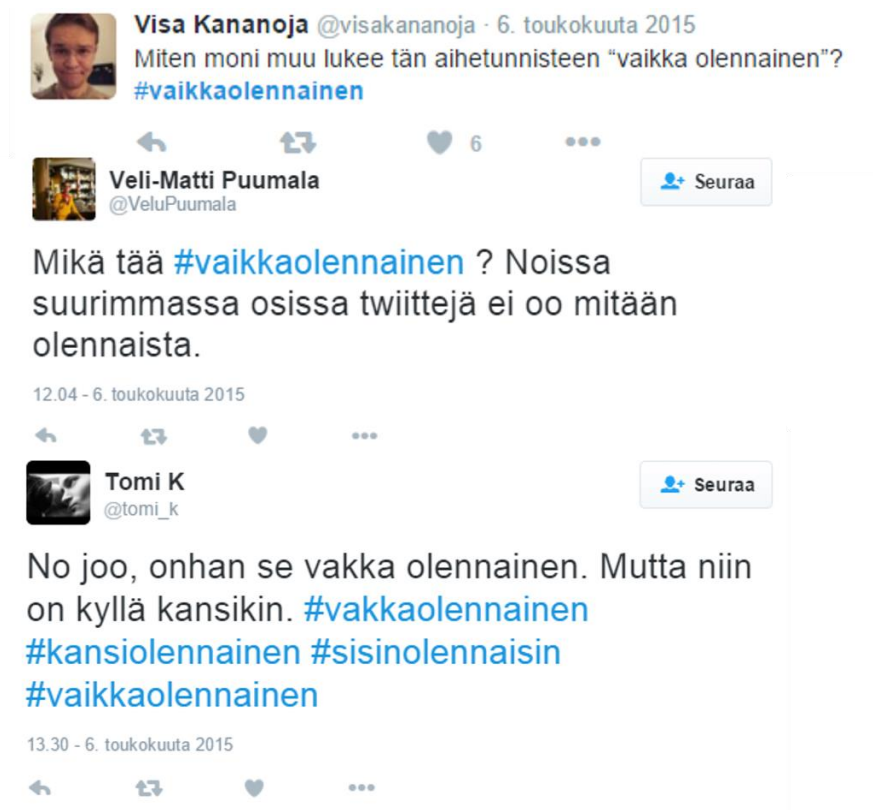 Visa Kananoja @visakananoja · 6. toukokuuta 2015
Miten moni muu lukee tän aihetunnisteen “vaikka olennainen”?
#vaikkaolennainen
6
Veli-Matti Puumala
Seuraa
@VeluPuumala
Mikä tää #vaikkaolennainen ? Noissa
suurimmassa osissa twiittejä ei oo mitään
olennaista.
12.04 - 6. toukokuuta 2015
Tomi K
Seuraa
@tomi_k
No joo, onhan se vakka olennainen. Mutta niin
on kyllä kansikin. #vakkaolennainen
#kansiolennainen #sisinolennaisin
#vaikkaolennainen
13.30 - 6. toukokuuta 2015